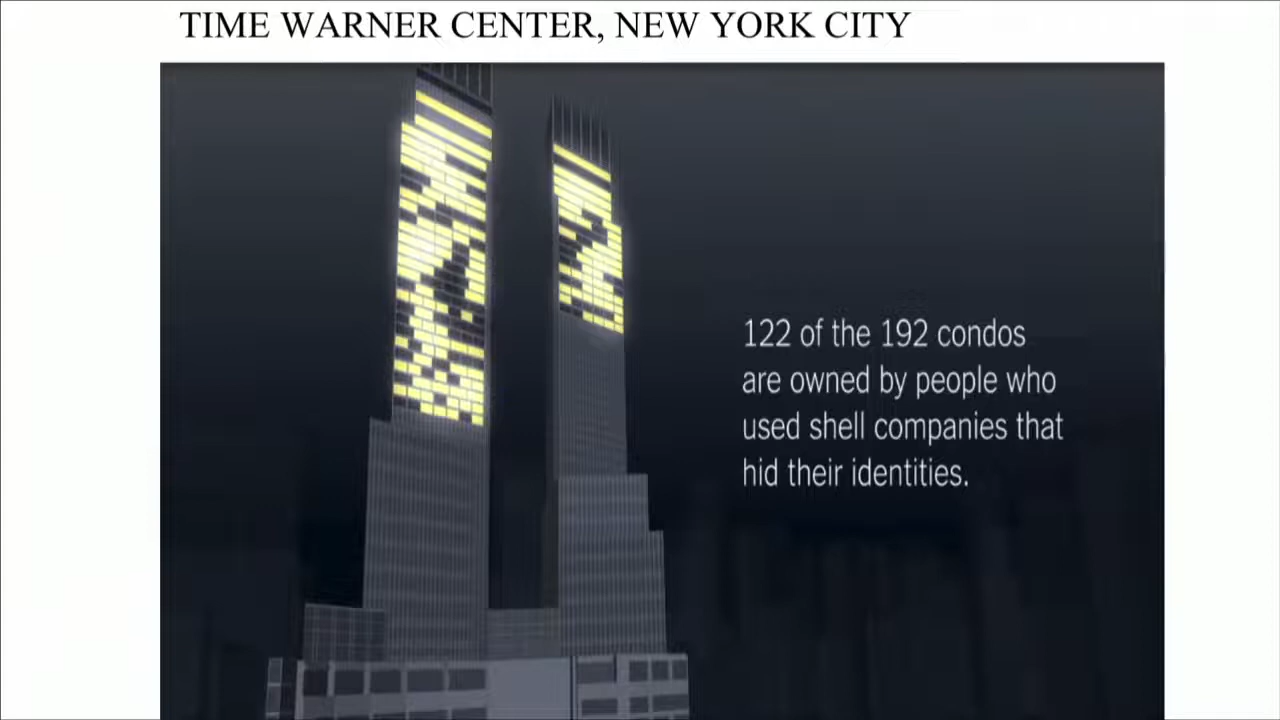 TIME WARNER CENTER, NEW YORK CITY
122 of the 192 condos
are owned by people who
used shell companies that
hid their identities.